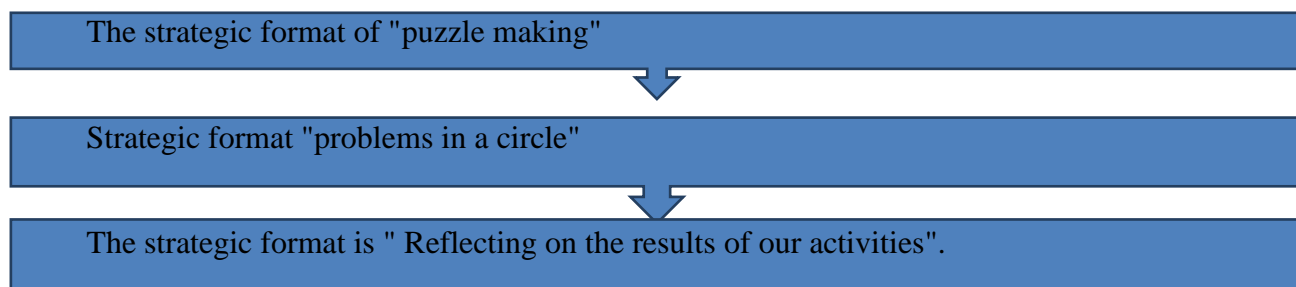 The strategic format of "puzzle making"
Strategic format "problems in a circle"
The strategic format is " Reflecting on the results of our activities".